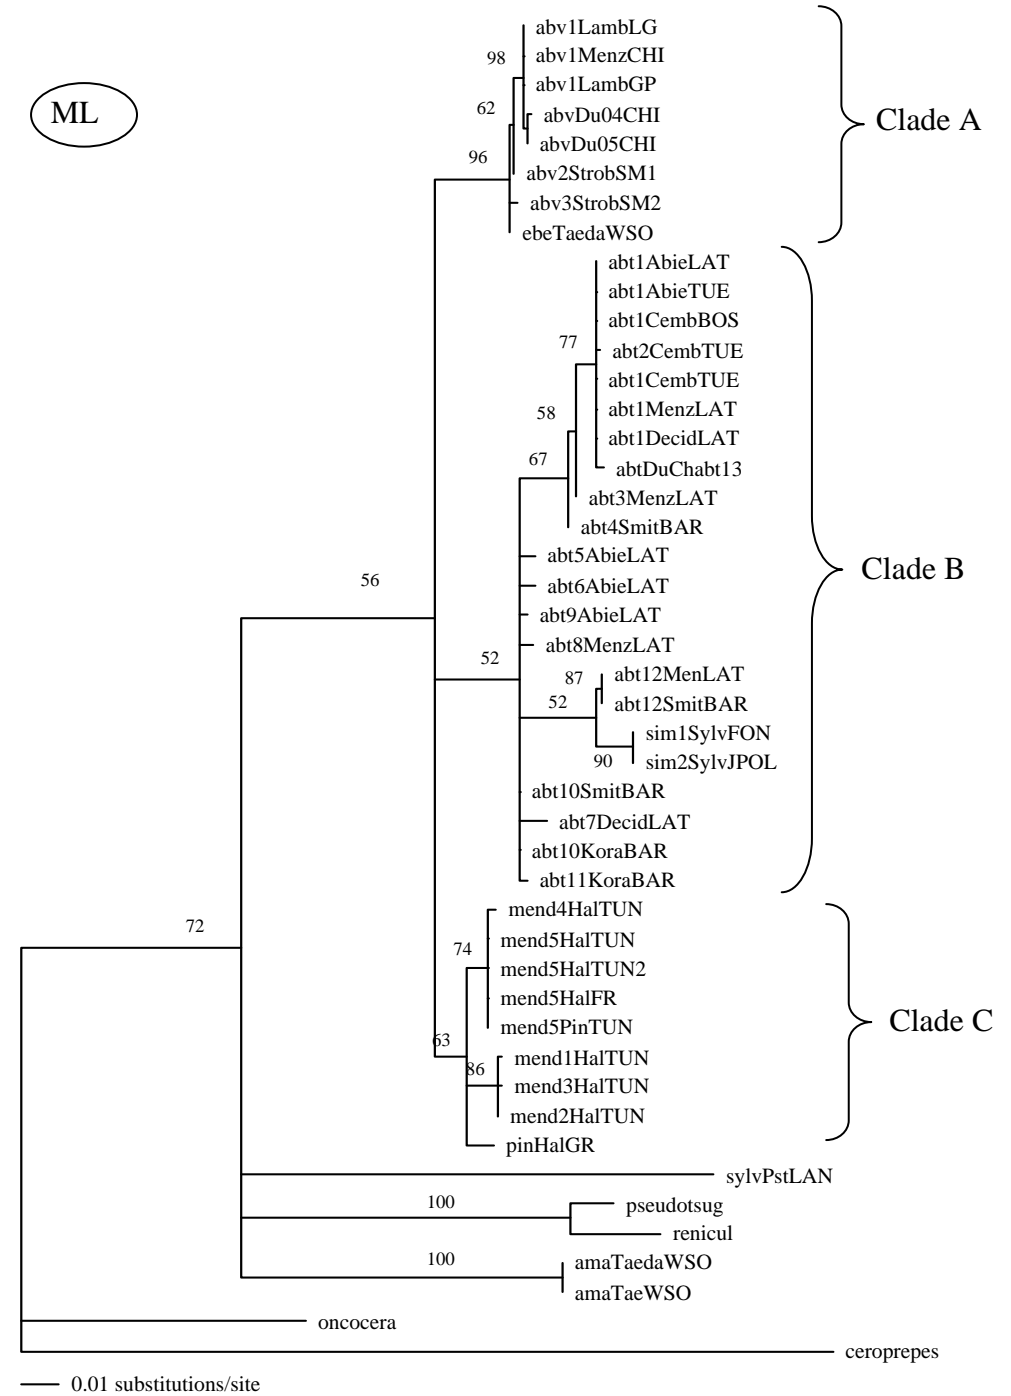 abv1LambLG
98
abv1MenzCHI
abv1LambGP
ML
62
abvDu04CHI
Clade A
abvDu05CHI
96
abv2StrobSM1
abv3StrobSM2
ebeTaedaWSO
abt1AbieLAT
abt1AbieTUE
abt1CembBOS
77
abt2CembTUE
abt1CembTUE
abt1MenzLAT
58
abt1DecidLAT
67
abtDuChabt13
abt3MenzLAT
abt4SmitBAR
abt5AbieLAT
Clade B
56
abt6AbieLAT
abt9AbieLAT
abt8MenzLAT
52
87
abt12MenLAT
52
abt12SmitBAR
sim1SylvFON
90
sim2SylvJPOL
abt10SmitBAR
abt7DecidLAT
abt10KoraBAR
abt11KoraBAR
mend4HalTUN
72
mend5HalTUN
74
mend5HalTUN2
mend5HalFR
mend5PinTUN
Clade C
63
mend1HalTUN
86
mend3HalTUN
mend2HalTUN
pinHalGR
sylvPstLAN
100
pseudotsug
renicul
100
amaTaedaWSO
amaTaeWSO
oncocera
ceroprepes
0.01 substitutions/site